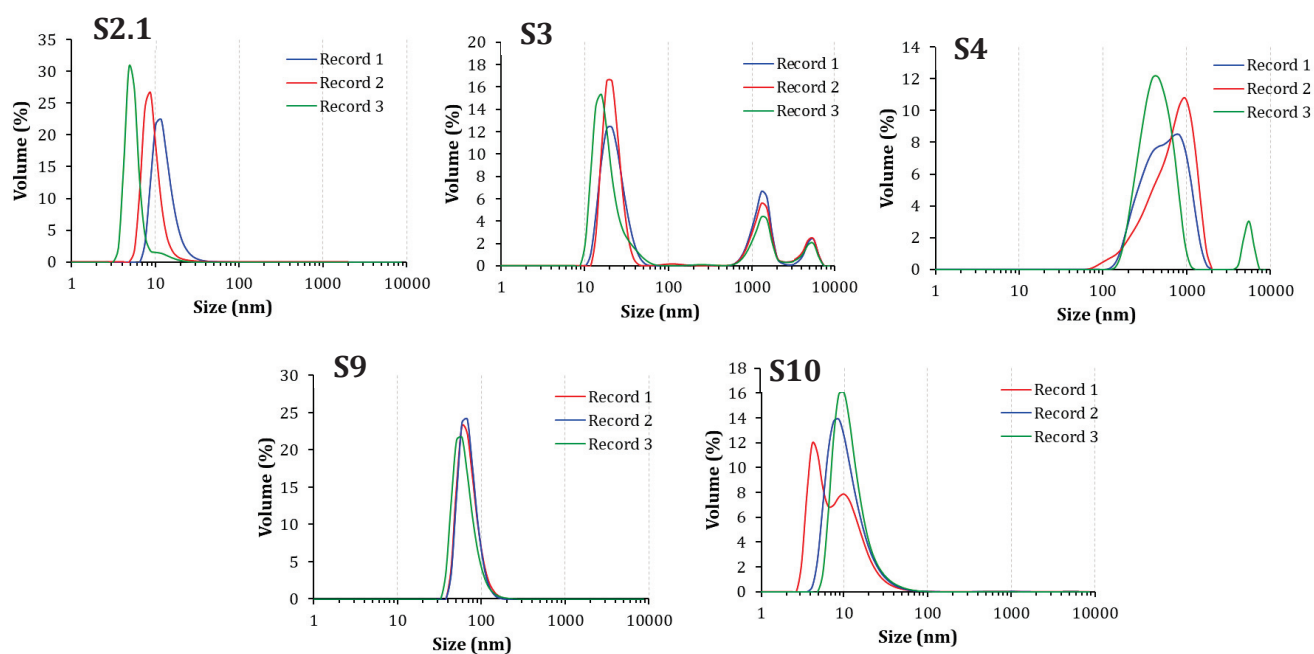 S2.1
35
30
25
20
15
10
5
0
Volume (%)
1 10 100 1000 10000
Size (nm)
Record 1
Record 2
Record 3
S3
20
18
16
14
12
10
8
6
4
2
0
Volume (%)
1 10 100 1000 10000
Size (nm)
Record 1
Record 2
Record 3
S4
14
12
10
8
6
4
2
0
Volume (%)
1 10 100 1000 10000
Size (nm)
Record 1
Record 2
Record 3
S9
30
25
20
15
10
5
0
Volume (%)
1 10 100 1000 10000
Size (nm)
Record 1
Record 2
Record 3
S10
18
16
14
12
10
8
6
4
2
0
Volume (%)
1 10 100 1000 10000
Size (nm)
Record 1
Record 2
Record 3